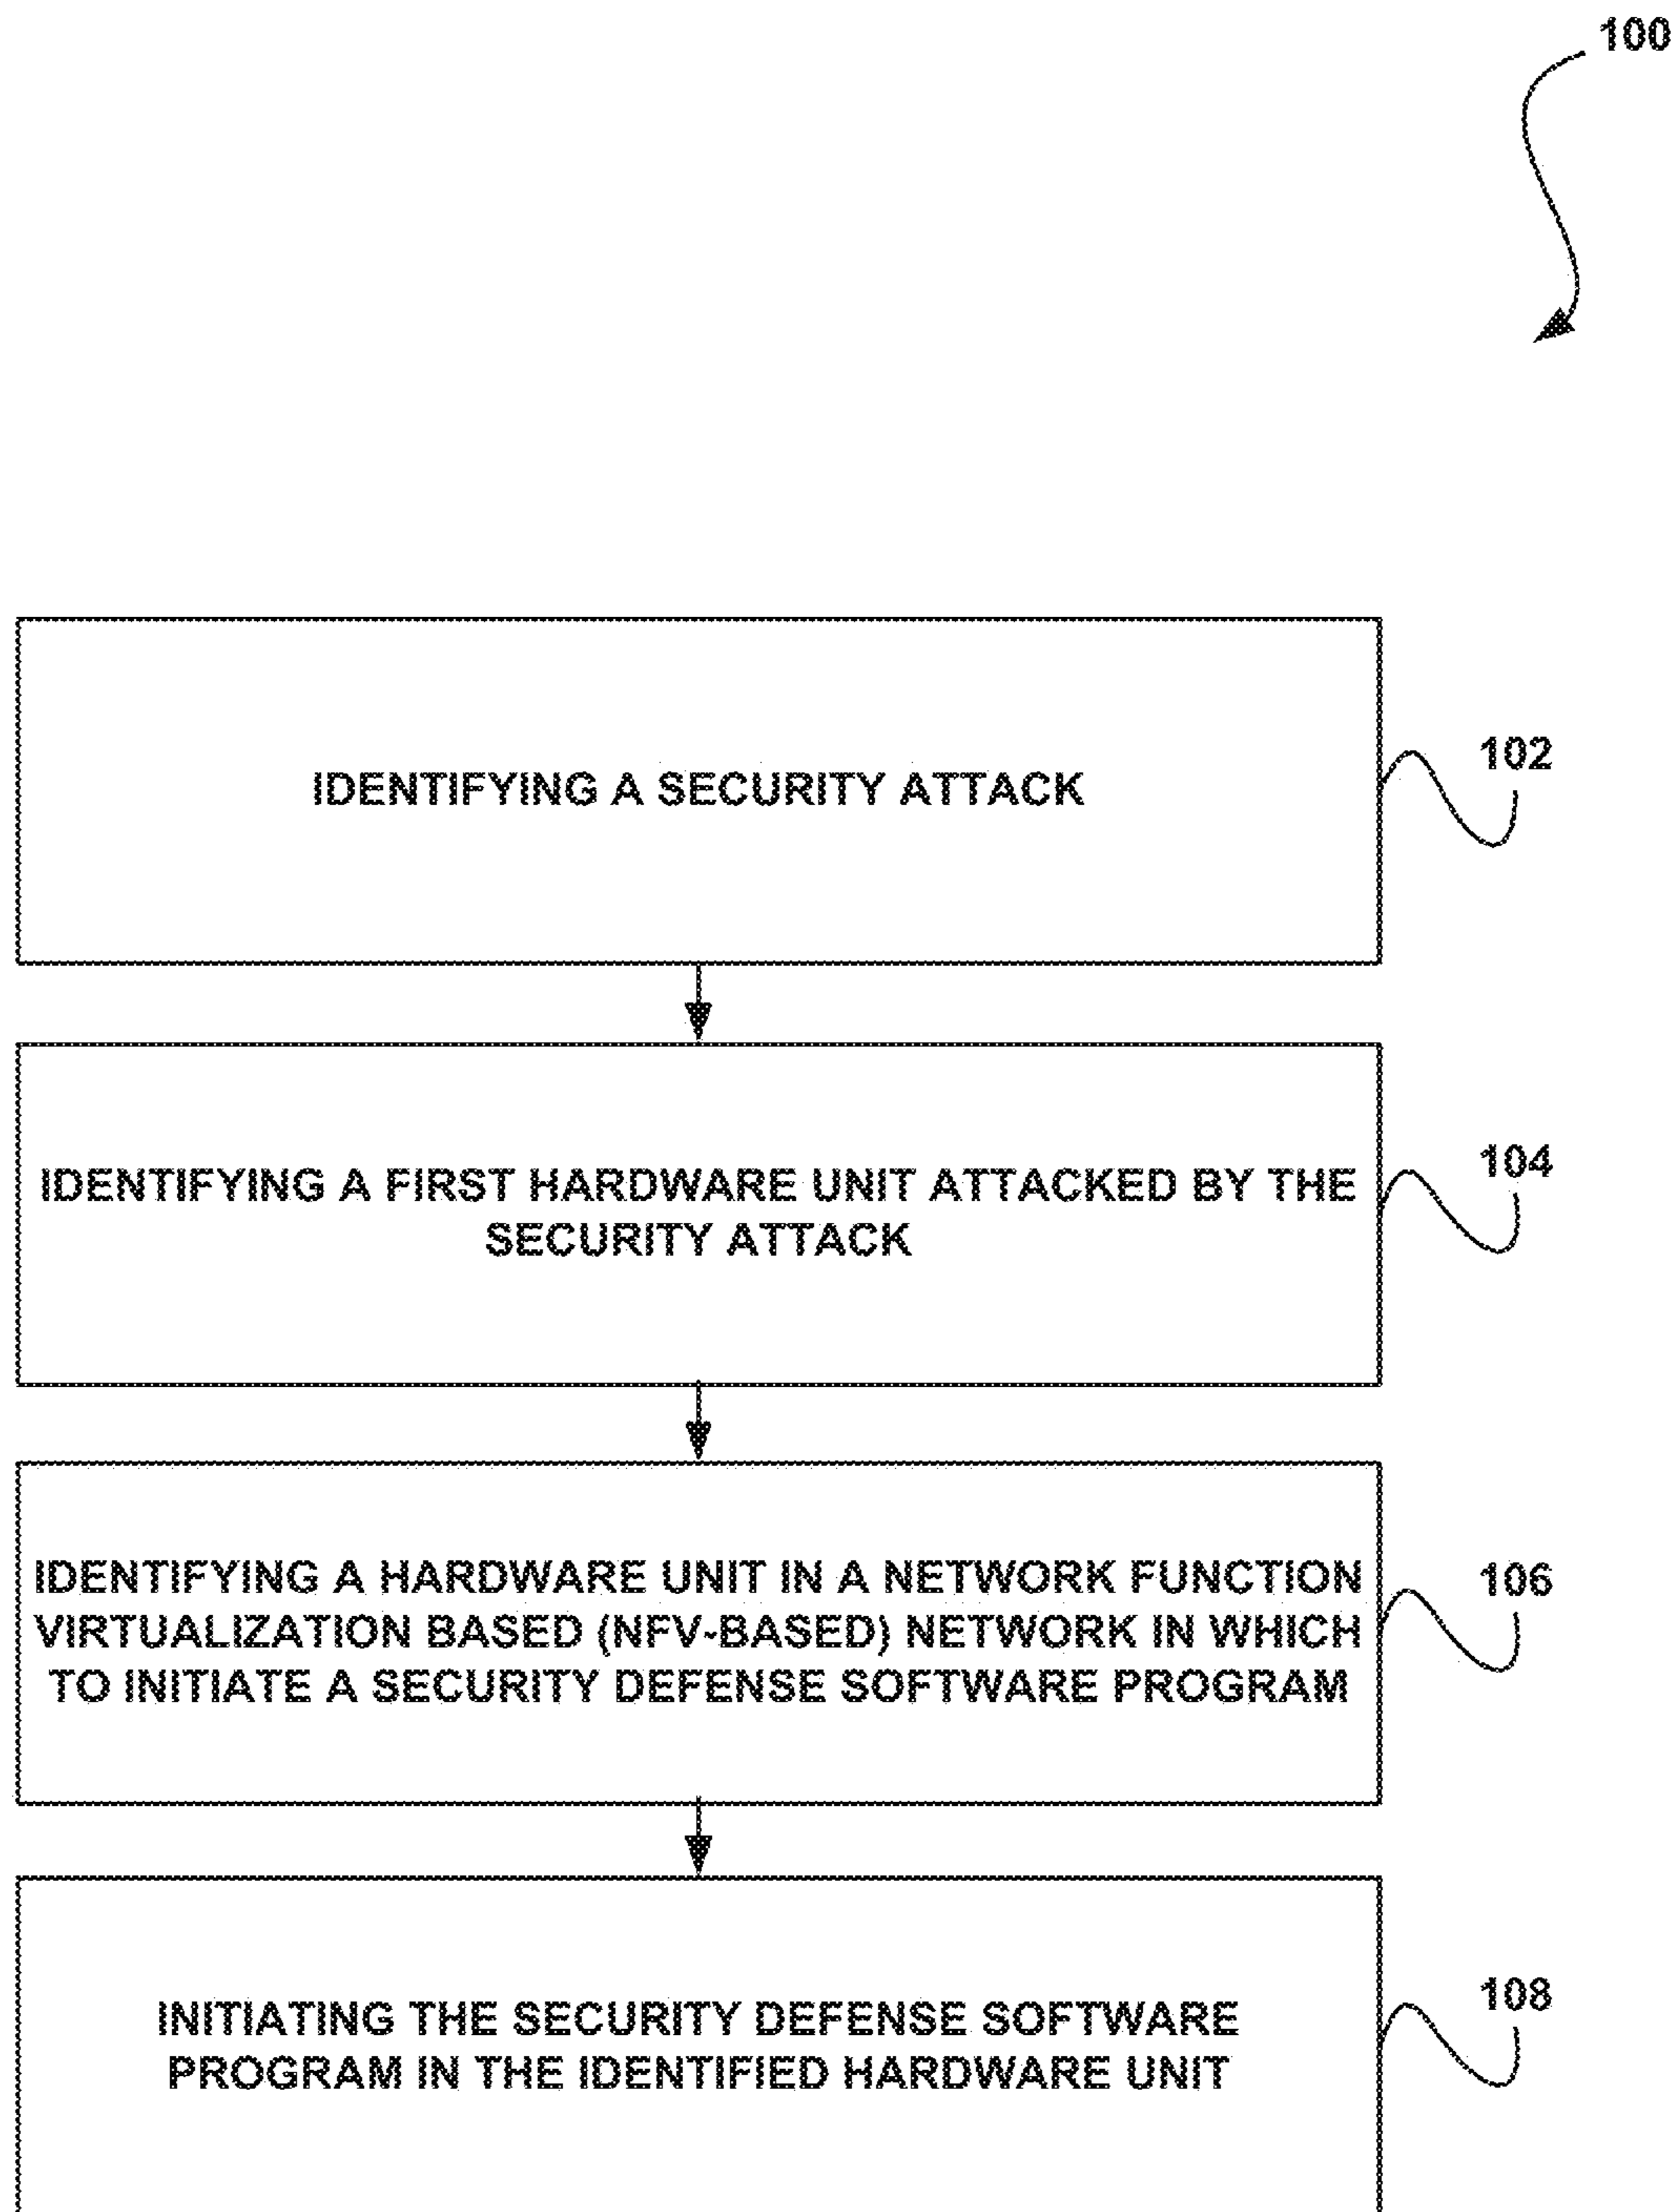 100
IDENTIFYING A SECURITY ATTACK
102
IDENTIFYING A FIRST HARDWARE UNIT ATTACKED BY THE
SECURITY ATTACK
104
IDENTIFYING A HARDWARE UNIT IN A NETWORK FUNCTION
VIRTUALIZATION BASED (NFV-BASED) NETWORK IN WHICH
TO INITIATE A SECURITY DEFENSE SOFTWARE PROGRAM
106
INITIATING THE SECURITY DEFENSE SOFTWARE
PROGRAM IN THE IDENTIFIED HARDWARE UNIT
108